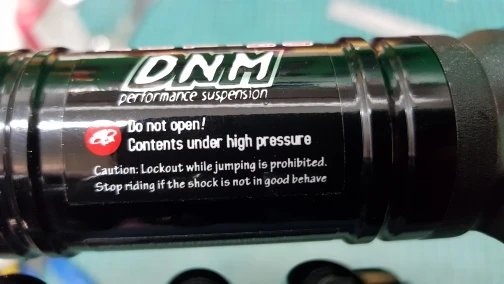 DNM
performance suspension
Do not open!
Contents under high pressure
Caution: Lockout while jumping is prohibited.
Stop riding if the shock is not in good behave